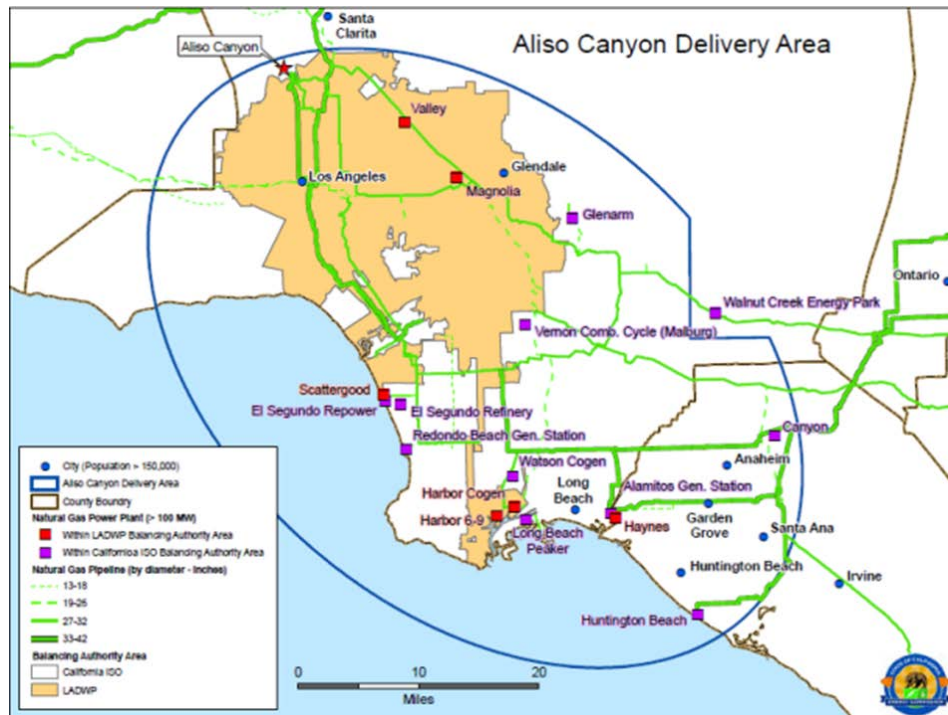 Aliso Canyon Delivery Area
Santa
Clarita
Aliso Canyon
Valley
Glendale
Los Angeles
Magnolia
Glenarm
Ontario
Walnut Creek Energy Park
Vernon Comb. Cycle (Malburg)
Scattergood
El Segundo Repower
El Segundo Refinery
Redondo Beach Gen. Station
Canyon
Watson Cogen
Anaheim
Long
Beach
Alamitos Gen. Station
Harbor Cogen
Harbor 6-9
Haynes
Garden
Grove
Long Beach
Peaker
Santa Ana
Huntington Beach
Irvine
Huntington Beach
City (Population > 150,000)
Aliso Canyon Delivery Area
County Boundry
Natural Gas Power Plant (> 100 MW)
Within LADWP Balancing Authority Area
Within Californica ISO Balancing Authority Area
Natural Gas Pipeline (by diameter - inches)
13-18
19-26
27-32
33-42
Balancing Authority Area
California ISO
LADWP
0 10 20
Miles
STATE OF CALIFORNIA
ENERGY COMMISSION